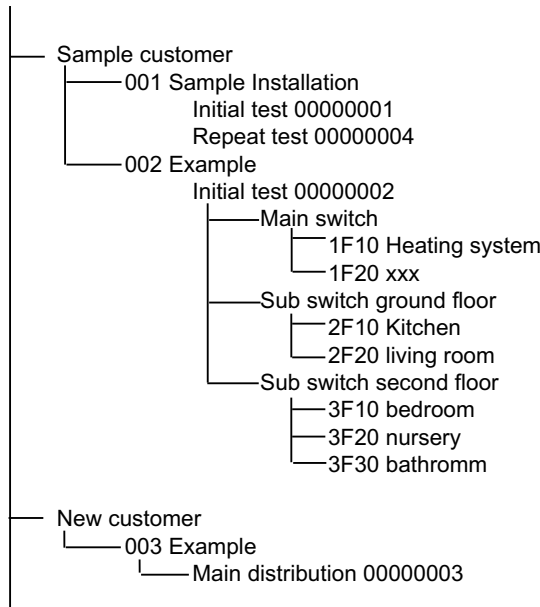 Sample customer
001 Sample Installation
Initial test 00000001
Repeat test 00000004
002 Example
Initial test 00000002
Main switch
1F10 Heating system
1F20 xxx
Sub switch ground floor
2F10 Kitchen
2F20 living room
Sub switch second floor
3F10 bedroom
3F20 nursery
3F30 bathromm
New customer
003 Example
Main distribution 00000003